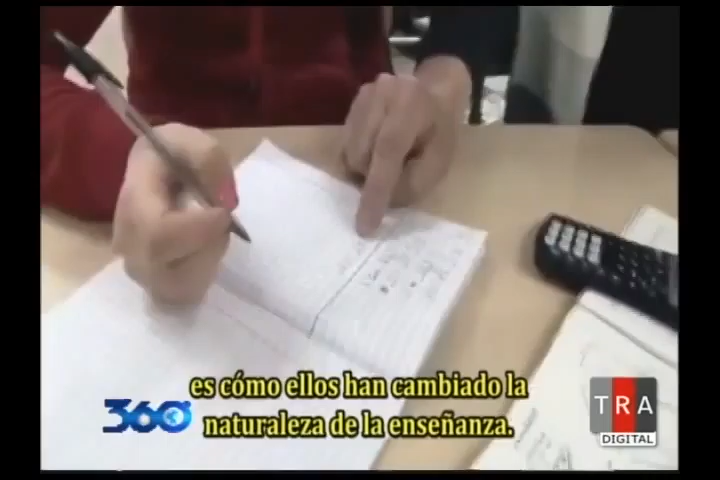 es cómo ellos han cambiado la
naturaleza de la enseñanza.
360°
TRA
DIGITAL